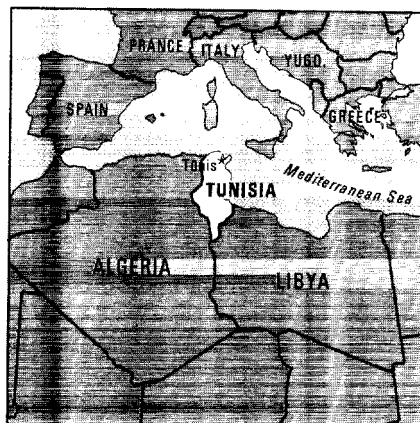 FRANCE
ITALY
YUGO.
SPAIN
GREECE
Tunis
TUNISIA
Mediterranean Sea
ALGERIA
LIBYA